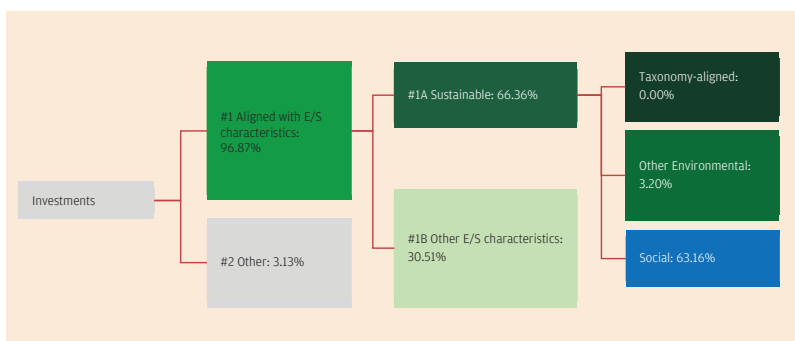 Investments
#1 Aligned with E/S
characteristics:
96.87%
#2 Other: 3.13%
#1A Sustainable: 66.36%
#1B Other E/S characteristics:
30.51%
Taxonomy-aligned:
0.00%
Other Environmental:
3.20%
Social: 63.16%